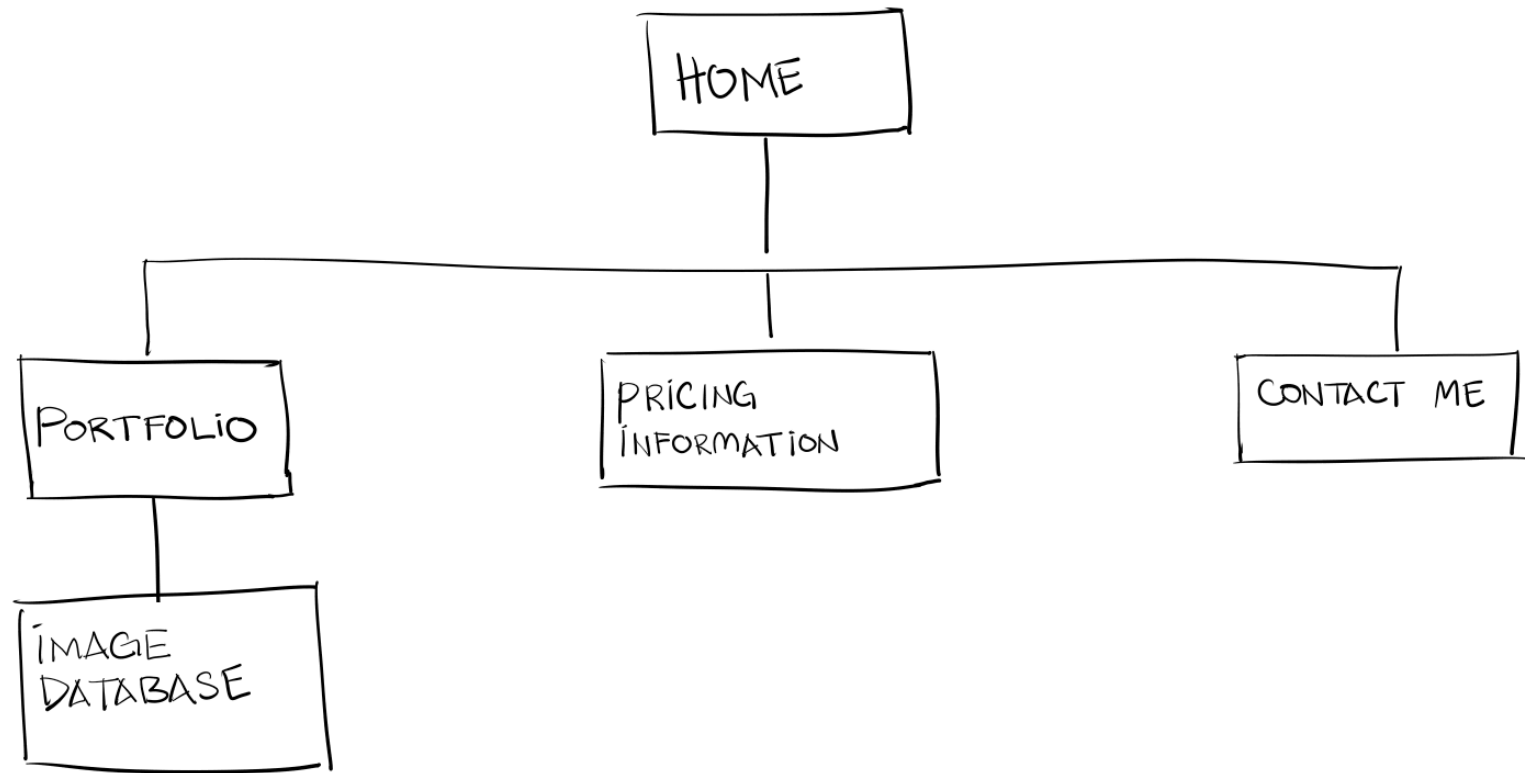 HOME
PORTFOLIO
PRICING
INFORMATION
CONTACT ME
IMAGE
DATABASE